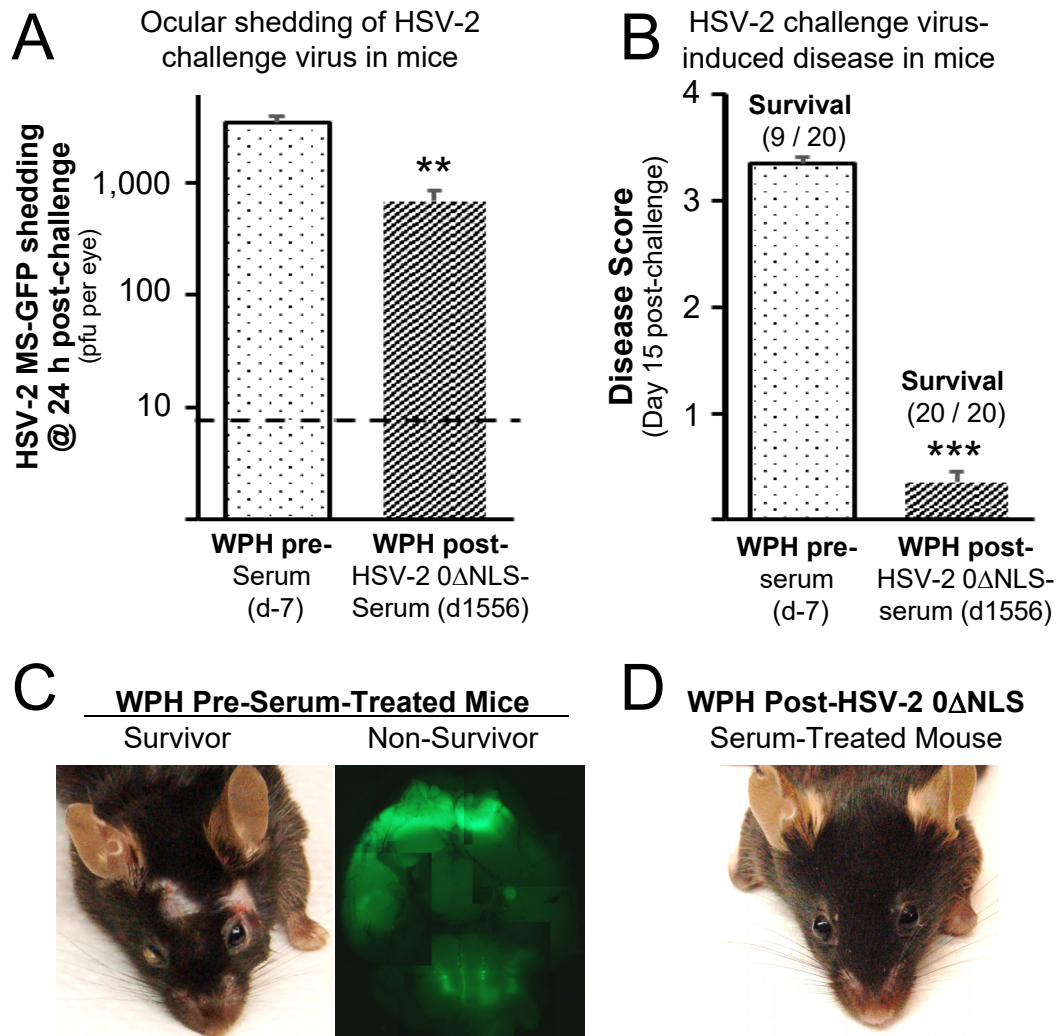 A
Ocular shedding of HSV-2
challenge virus in mice
HSV-2 MS-GFP shedding
@ 24 h post-challenge
(pfu per eye)
1,000
100
10
**
WPH pre-
Serum
(d-7)
WPH post-
HSV-2 0ΔNLS-
Serum (d1556)
B
HSV-2 challenge virus-
induced disease in mice
Disease Score
(Day 15 post-challenge)
4
3
2
1
Survival
(9 / 20)
Survival
(20 / 20)
***
WPH pre-
serum
(d-7)
WPH post-
HSV-2 0ΔNLS-
serum (d1556)
C
WPH Pre-Serum-Treated Mice
Survivor
Non-Survivor
D
WPH Post-HSV-2 0ΔNLS
Serum-Treated Mouse